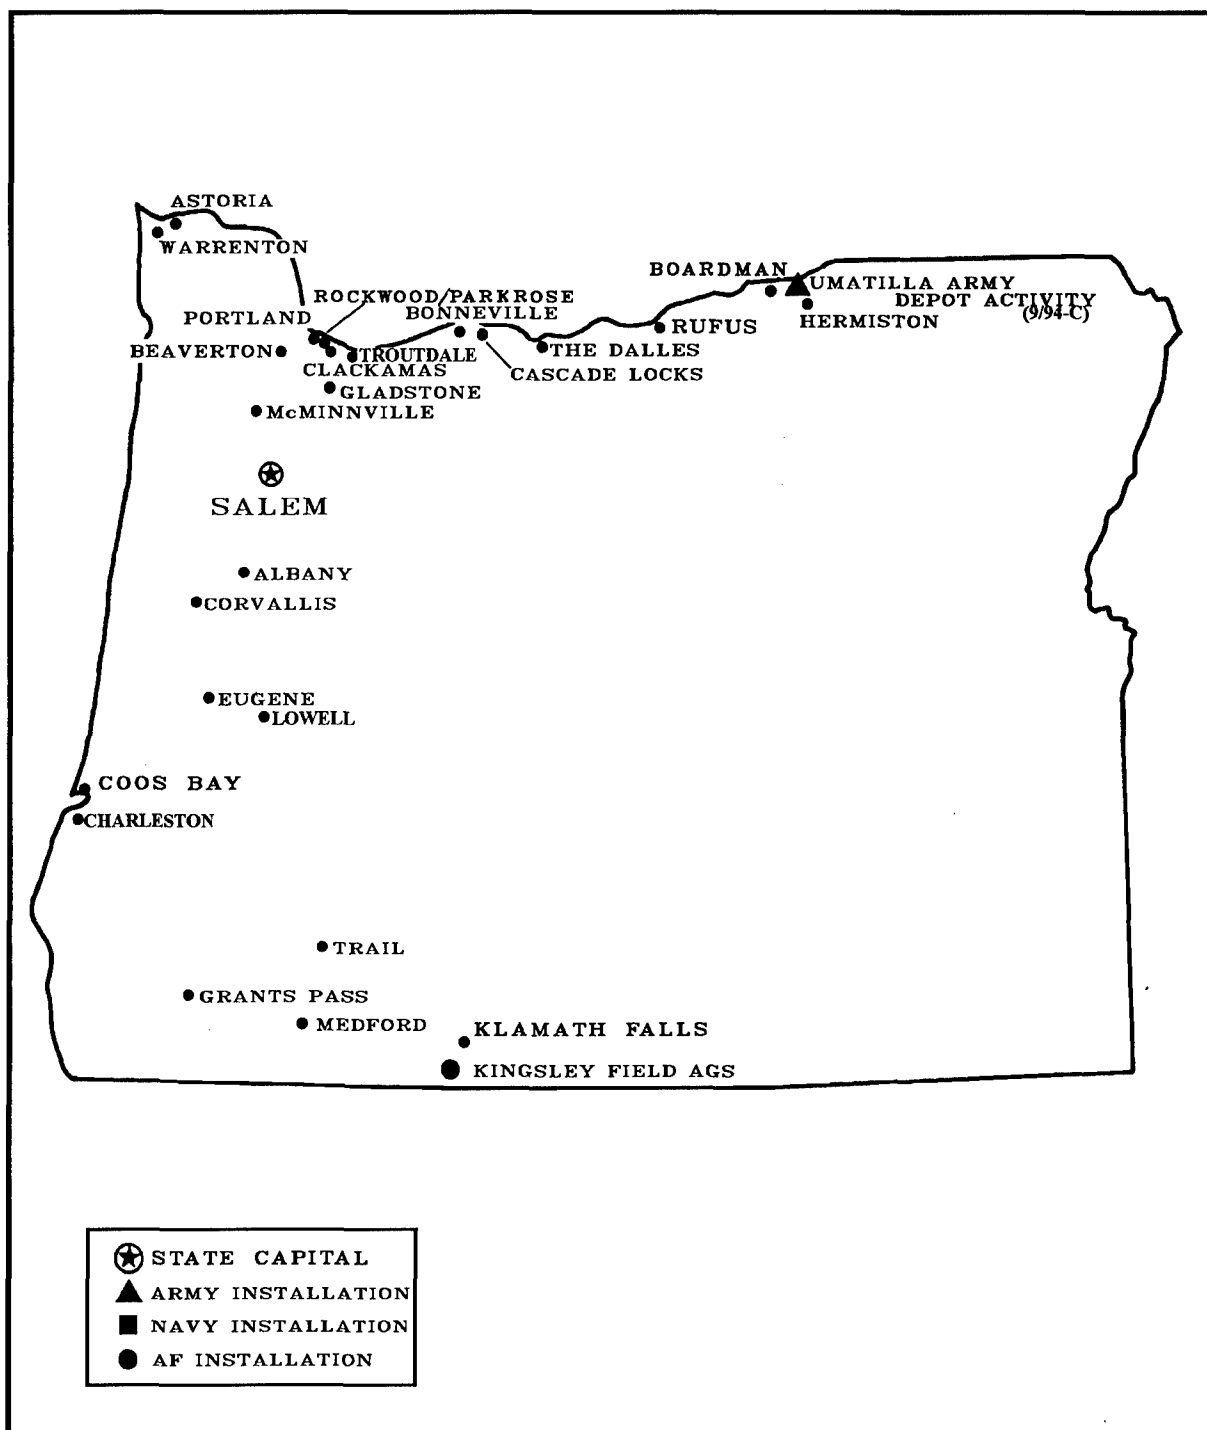 ASTORIA
WARRENTON
BOARDMAN
UMATILLA ARMY
DEPOT ACTIVITY
(9/94-C)
HERMISTON
ROCKWOOD/PARKROSE
BONNEVILLE
PORTLAND
RUFUS
BEAVERTON
TROUTDALE
THE DALLES
CLACKAMAS
CASCADE LOCKS
GLADSTONE
McMINNVILLE
SALEM
ALBANY
CORVALLIS
EUGENE
LOWELL
COOS BAY
CHARLESTON
TRAIL
GRANTS PASS
MEDFORD
KLAMATH FALLS
KINGSLEY FIELD AGS
STATE CAPITAL
ARMY INSTALLATION
NAVY INSTALLATION
AF INSTALLATION